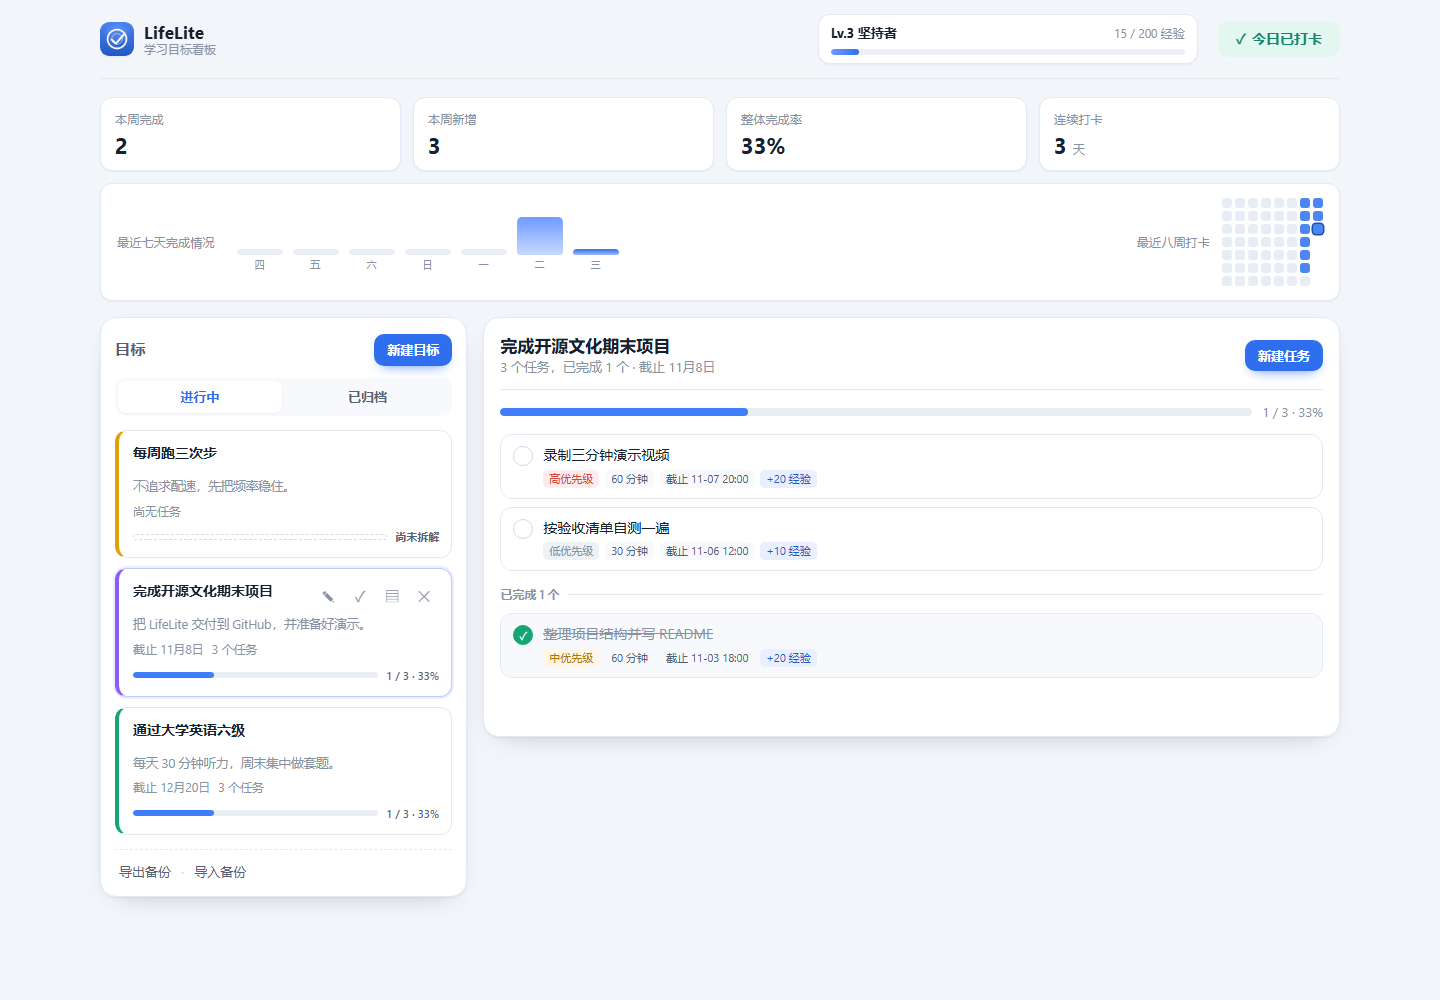 LifeLite
学习目标看板
Lv.3 坚持者
15 / 200 经验
✓ 今日已打卡
本周完成
2
本周新增
3
整体完成率
33%
连续打卡
3 天
最近七天完成情况
四 五 六 日 一 二 三
最近八周打卡
目标
新建目标
进行中
已归档
每周跑三次步
不追求配速，先把频率稳住。
尚无任务
尚未拆解
完成开源文化期末项目
把 LifeLite 交付到 GitHub，并准备好演示。
截止 11月8日 3 个任务
1 / 3 · 33%
通过大学英语六级
每天 30 分钟听力，周末集中做套题。
截止 12月20日 3 个任务
1 / 3 · 33%
导出备份 · 导入备份
完成开源文化期末项目
3 个任务，已完成 1 个 · 截止 11月8日
新建任务
1 / 3 · 33%
录制三分钟演示视频
高优先级 60 分钟 截止 11-07 20:00 +20 经验
按验收清单自测一遍
低优先级 30 分钟 截止 11-06 12:00 +10 经验
已完成 1 个
整理项目结构并写 README
中优先级 60 分钟 截止 11-03 18:00 +20 经验